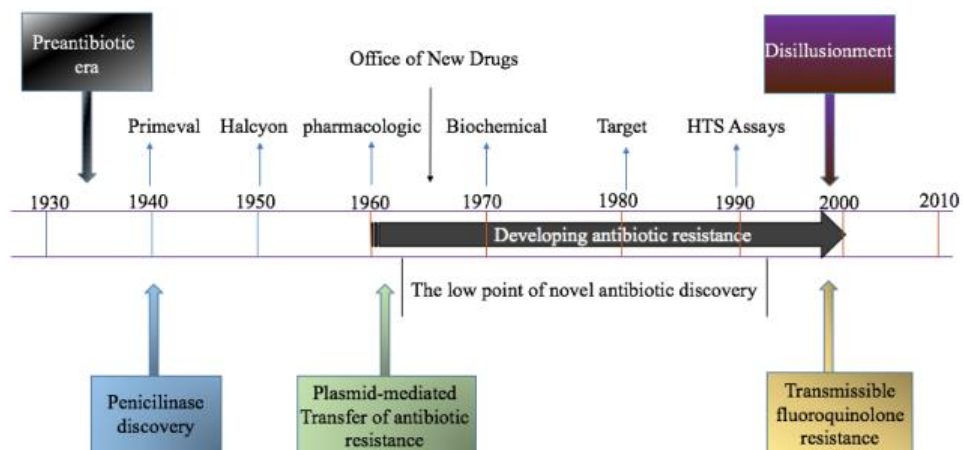 Preantibiotic
era
Office of New Drugs
Disillusionment
Primeval
Halcyon
pharmacologic
Biochemical
Target
HTS Assays
1930
1940
1950
1960
1970
1980
1990
2000
2010
Developing antibiotic resistance
The low point of novel antibiotic discovery
Penicilinase
discovery
Plasmid-mediated
Transfer of antibiotic
resistance
Transmissible
fluoroquinolone
resistance